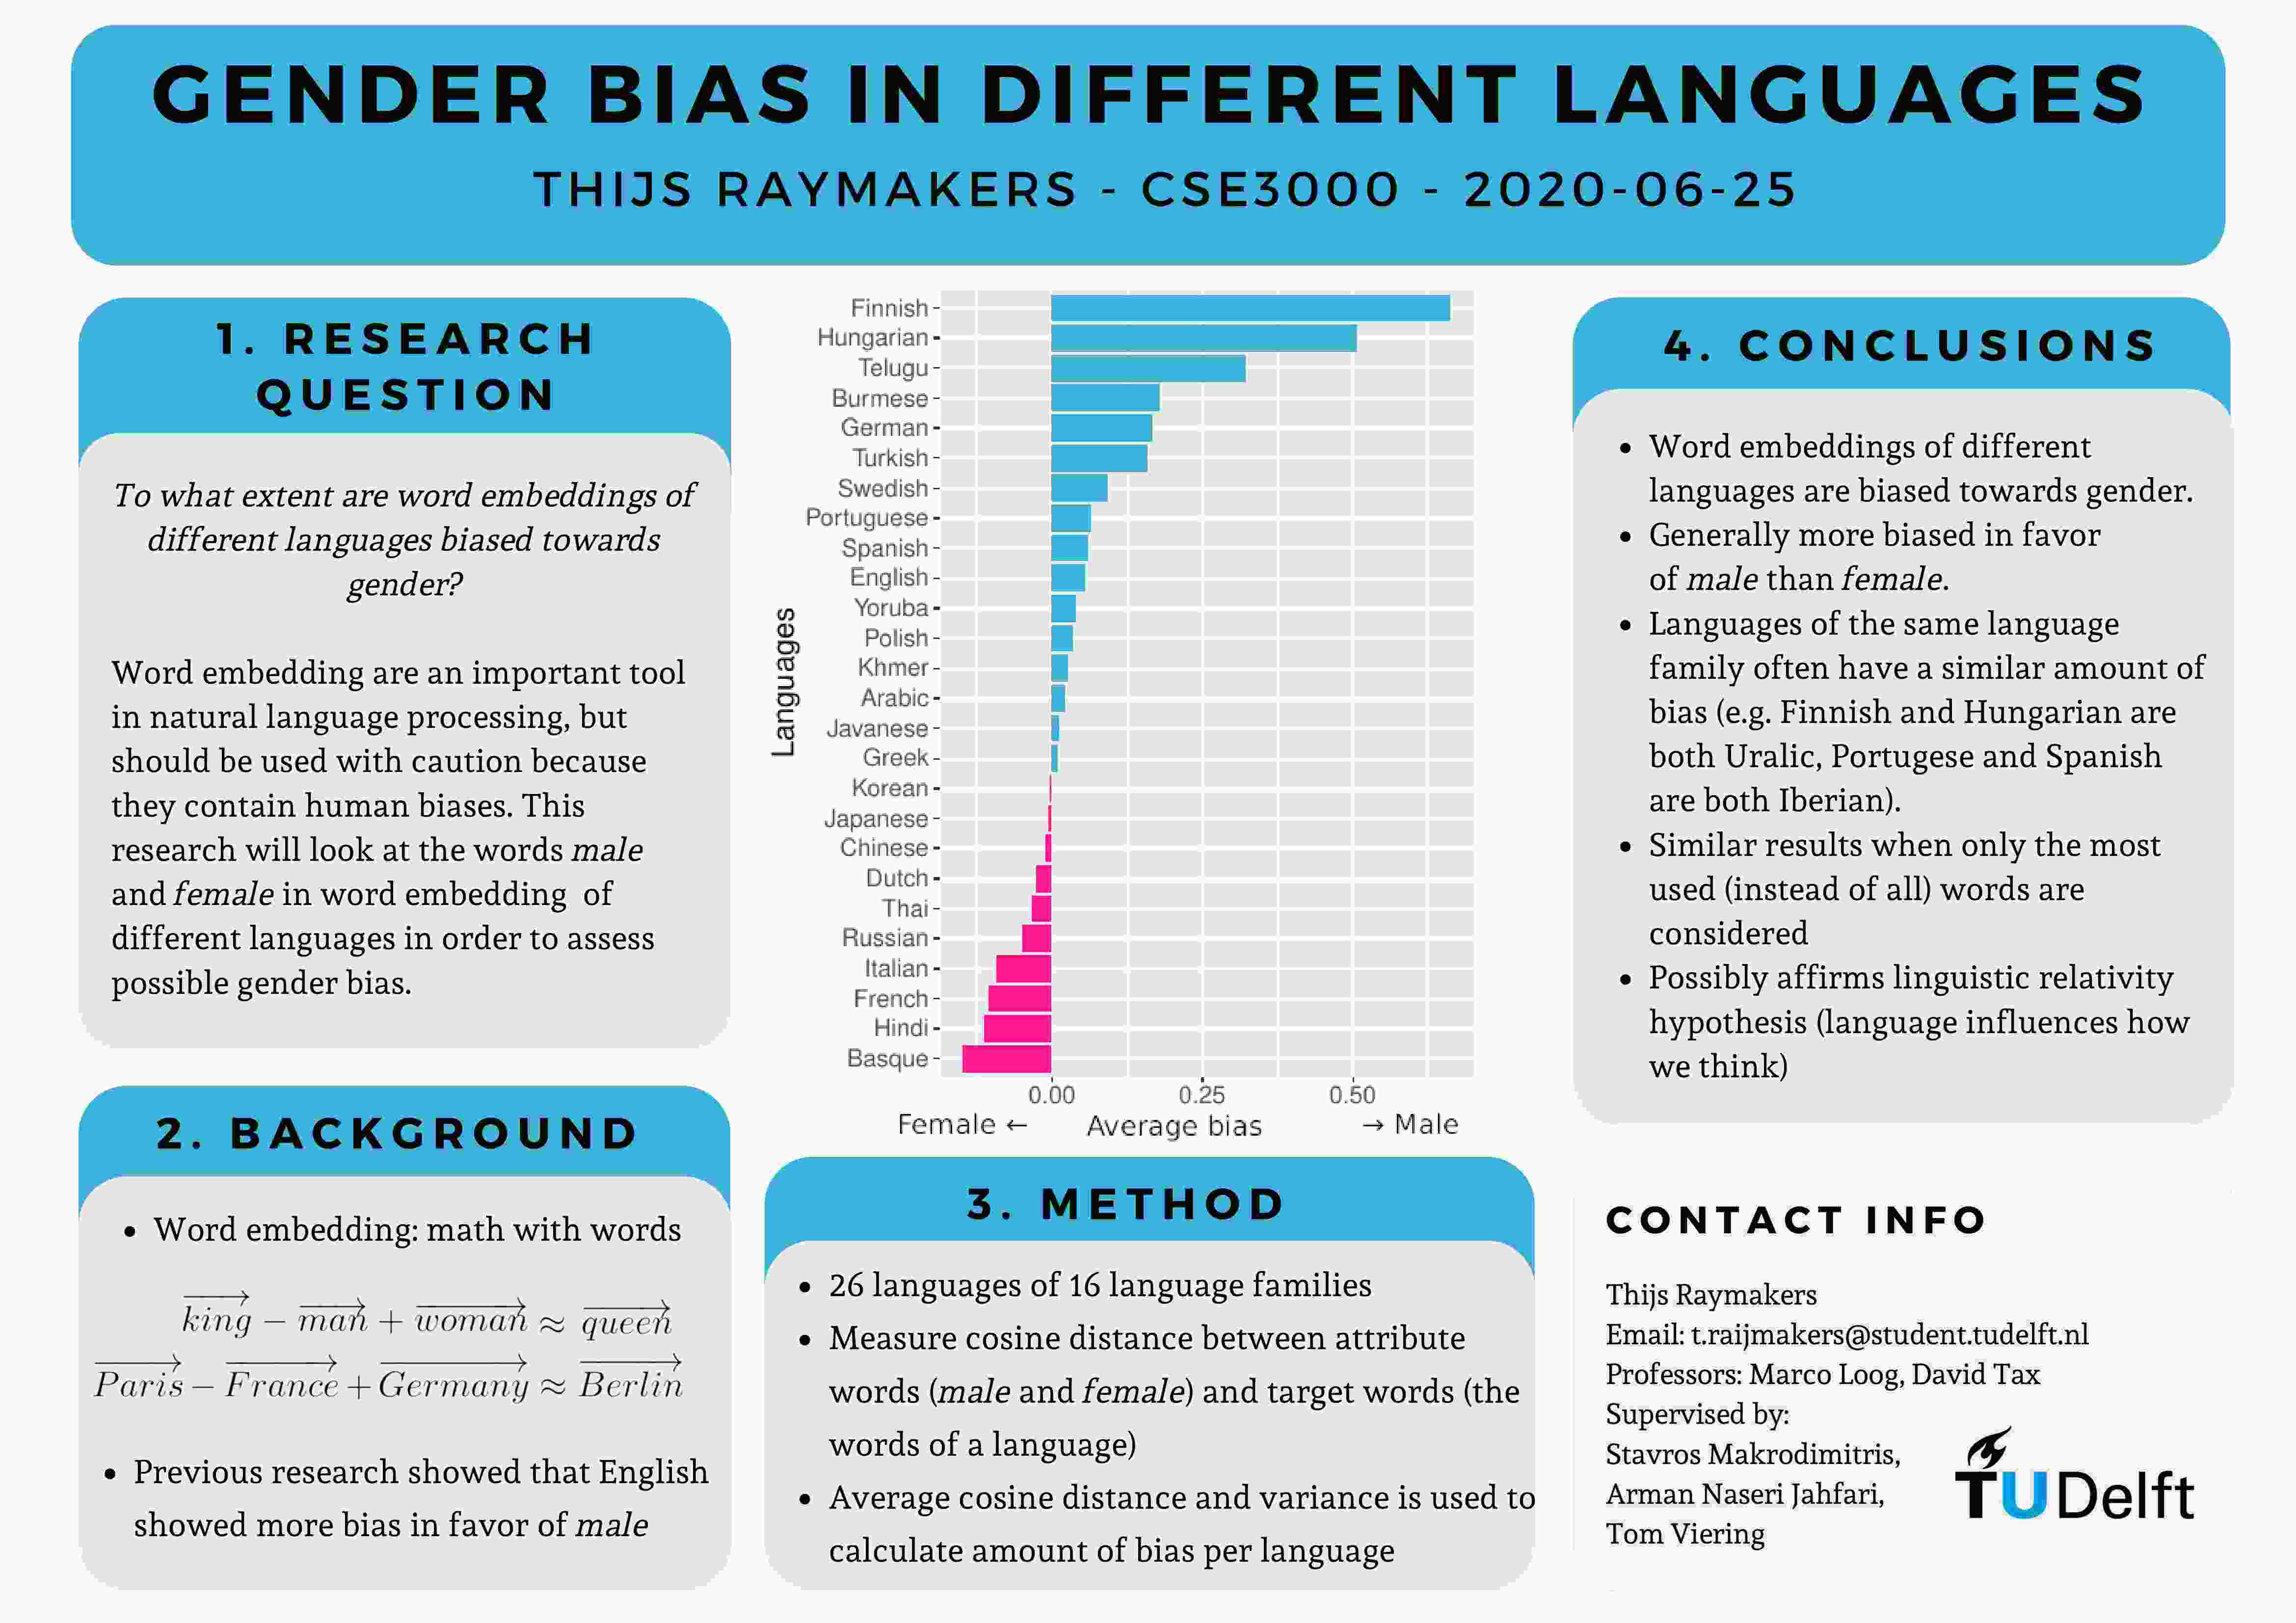 GENDER BIAS IN DIFFERENT LANGUAGES
THIJS RAYMAKERS - CSE3000 - 2020-06-25
1. RESEARCH
QUESTION
To what extent are word embeddings of
different languages biased towards
gender?
Word embedding are an important tool
in natural language processing, but
should be used with caution because
they contain human biases. This
research will look at the words male
and female in word embedding of
different languages in order to assess
possible gender bias.
2. BACKGROUND
• Word embedding: math with words
king − man + woman ≈ queen
Paris − France + Germany ≈ Berlin
• Previous research showed that English
showed more bias in favor of male
Languages
Finnish
Hungarian
Telugu
Burmese
German
Turkish
Swedish
Portuguese
Spanish
English
Yoruba
Polish
Khmer
Arabic
Javanese
Greek
Korean
Japanese
Chinese
Dutch
Thai
Russian
Italian
French
Hindi
Basque
0.00 0.25 0.50
Female ← Average bias → Male
3. METHOD
• 26 languages of 16 language families
• Measure cosine distance between attribute
words (male and female) and target words (the
words of a language)
• Average cosine distance and variance is used to
calculate amount of bias per language
4. CONCLUSIONS
• Word embeddings of different
languages are biased towards gender.
• Generally more biased in favor
of male than female.
• Languages of the same language
family often have a similar amount of
bias (e.g. Finnish and Hungarian are
both Uralic, Portugese and Spanish
are both Iberian).
• Similar results when only the most
used (instead of all) words are
considered
• Possibly affirms linguistic relativity
hypothesis (language influences how
we think)
CONTACT INFO
Thijs Raymakers
Email: t.raijmakers@student.tudelft.nl
Professors: Marco Loog, David Tax
Supervised by:
Stavros Makrodimitris,
Arman Naseri Jahfari,
Tom Viering
TUDelft